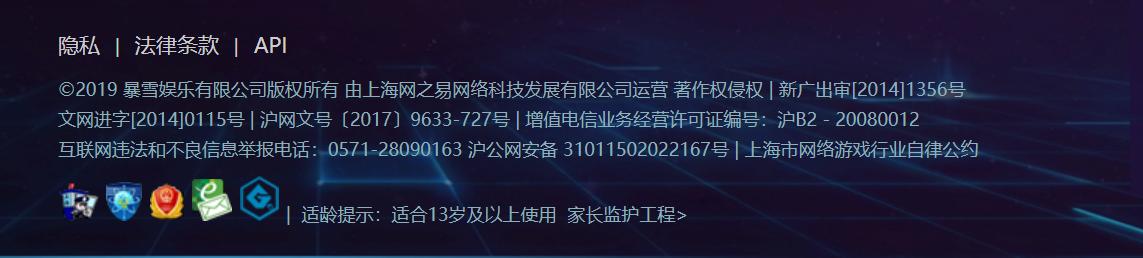 隐私 | 法律条款 | API
©2019 暴雪娱乐有限公司版权所有 由上海网之易网络科技发展有限公司运营 著作权侵权 | 新广出审[2014]1356号
文网进字[2014]0115号 | 沪网文号〔2017〕9633-727号 | 增值电信业务经营许可证编号：沪B2 - 20080012
互联网违法和不良信息举报电话：0571-28090163 沪公网安备 31011502022167号 | 上海市网络游戏行业自律公约
| 适龄提示：适合13岁及以上使用 家长监护工程>